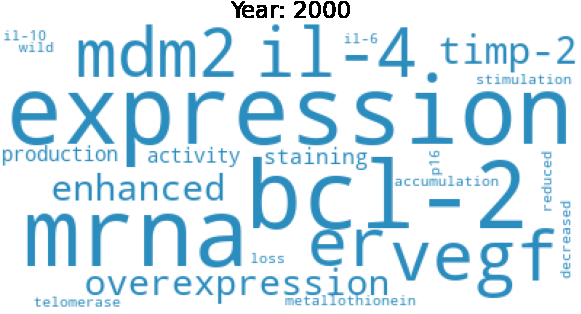 Year: 2000
il-10
wild
mdm2
il-4
il-6
timp-2
stimulation
expression
production
activity
staining
p16
accumulation
reduced
enhanced
bcl-2
mrna
er
vegf
decreased
loss
overexpression
telomerase
metallothionein